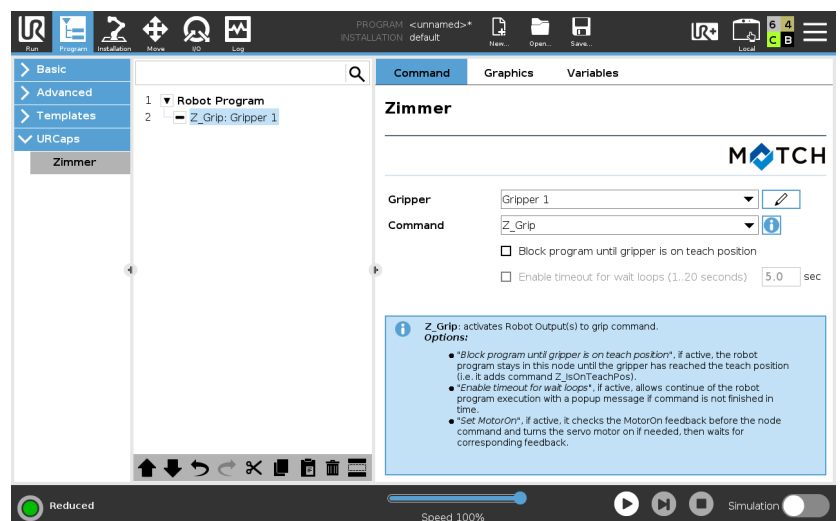 PROGRAM <unnamed>*
INSTALLATION default
UR
Run
Program
Installation
Move
I/O
Log
New...
Open...
Save...
UR+
Local
6 4
C B
Basic
Advanced
Templates
URCaps
Zimmer
1 Robot Program
2 Z_Grip: Gripper 1
Command Graphics Variables
Zimmer
MATCH
Gripper Gripper 1
Command Z_Grip
Block program until gripper is on teach position
Enable timeout for wait loops (1..20 seconds) 5.0 sec
Z_Grip: activates Robot Output(s) to grip command.
Options:
● "Block program until gripper is on teach position", if active, the robot
program stays in this node until the gripper has reached the teach position
(i.e. it adds command Z_IsOnTeachPos).
● "Enable timeout for wait loops", if active, allows continue of the robot
program execution with a popup message if command is not finished in
time.
● "Set MotorOn", if active, it checks the MotorOn feedback before the node
command and turns the servo motor on if needed, then waits for
corresponding feedback.
Reduced
Speed 100%
Simulation